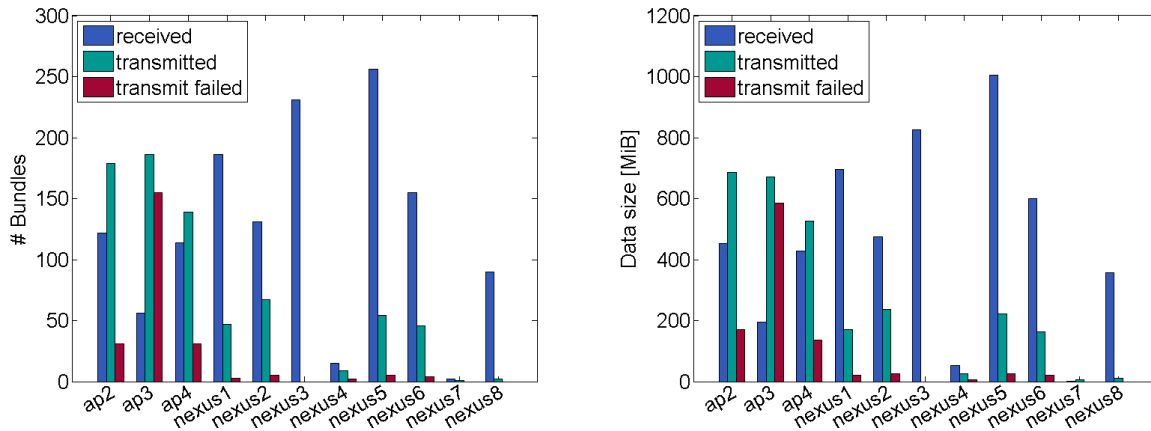 300
250
200
150
100
50
0
# Bundles
received
transmitted
transmit failed
ap2
ap3
ap4
nexus1
nexus2
nexus3
nexus4
nexus5
nexus6
nexus7
nexus8
1200
1000
800
600
400
200
0
Data size [MiB]
received
transmitted
transmit failed
ap2
ap3
ap4
nexus1
nexus2
nexus3
nexus4
nexus5
nexus6
nexus7
nexus8